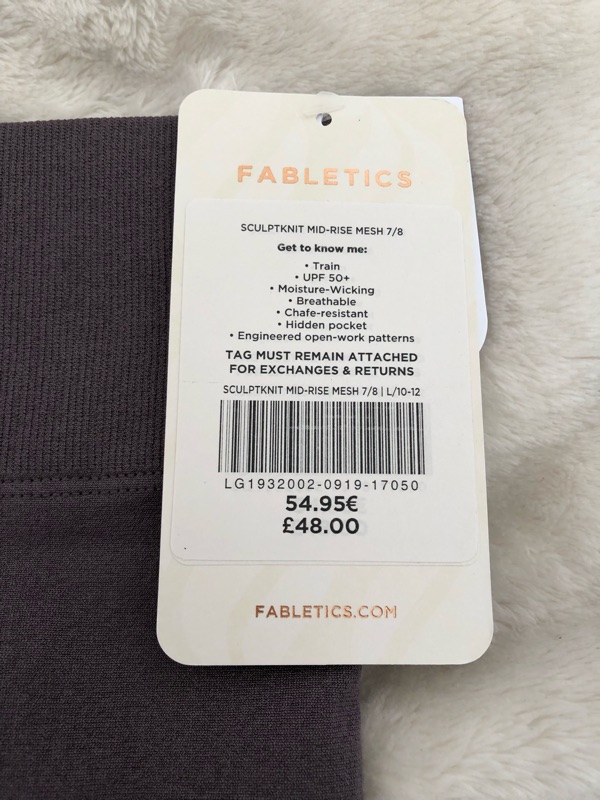 FABLETICS
SCULPTKNIT MID-RISE MESH 7/8
Get to know me:
• Train
• UPF 50+
• Moisture-Wicking
• Breathable
• Chafe-resistant
• Hidden pocket
• Engineered open-work patterns
TAG MUST REMAIN ATTACHED
FOR EXCHANGES & RETURNS
SCULPTKNIT MID-RISE MESH 7/8 | L/10-12
LG1932002-0919-17050
54.95€
£48.00
FABLETICS.COM